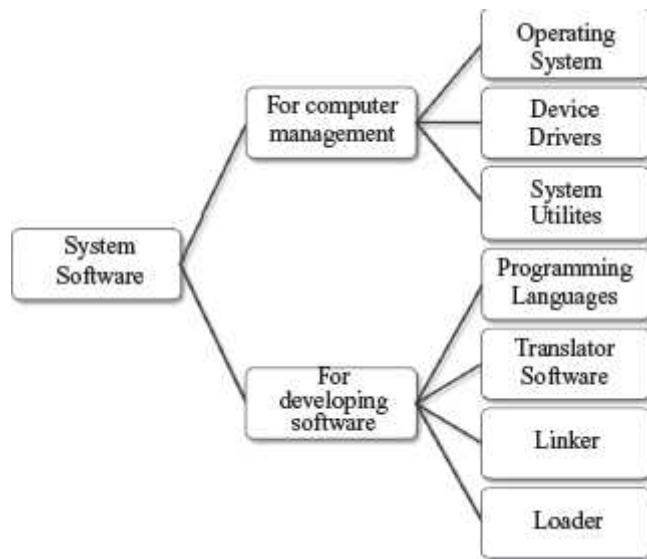 Operating
System
For computer
management
Device
Drivers
System
Utilites
System
Software
Programming
Languages
Translator
Software
For
developing
software
Linker
Loader